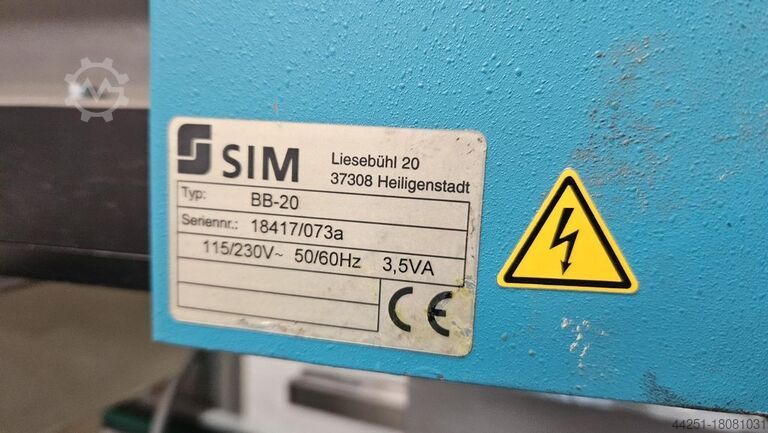 SIM
Liesebühl 20
37308 Heiligenstadt
Typ: BB-20
Seriennr.: 18417/073a
115/230V~ 50/60Hz 3,5VA
CE
44251-18081031